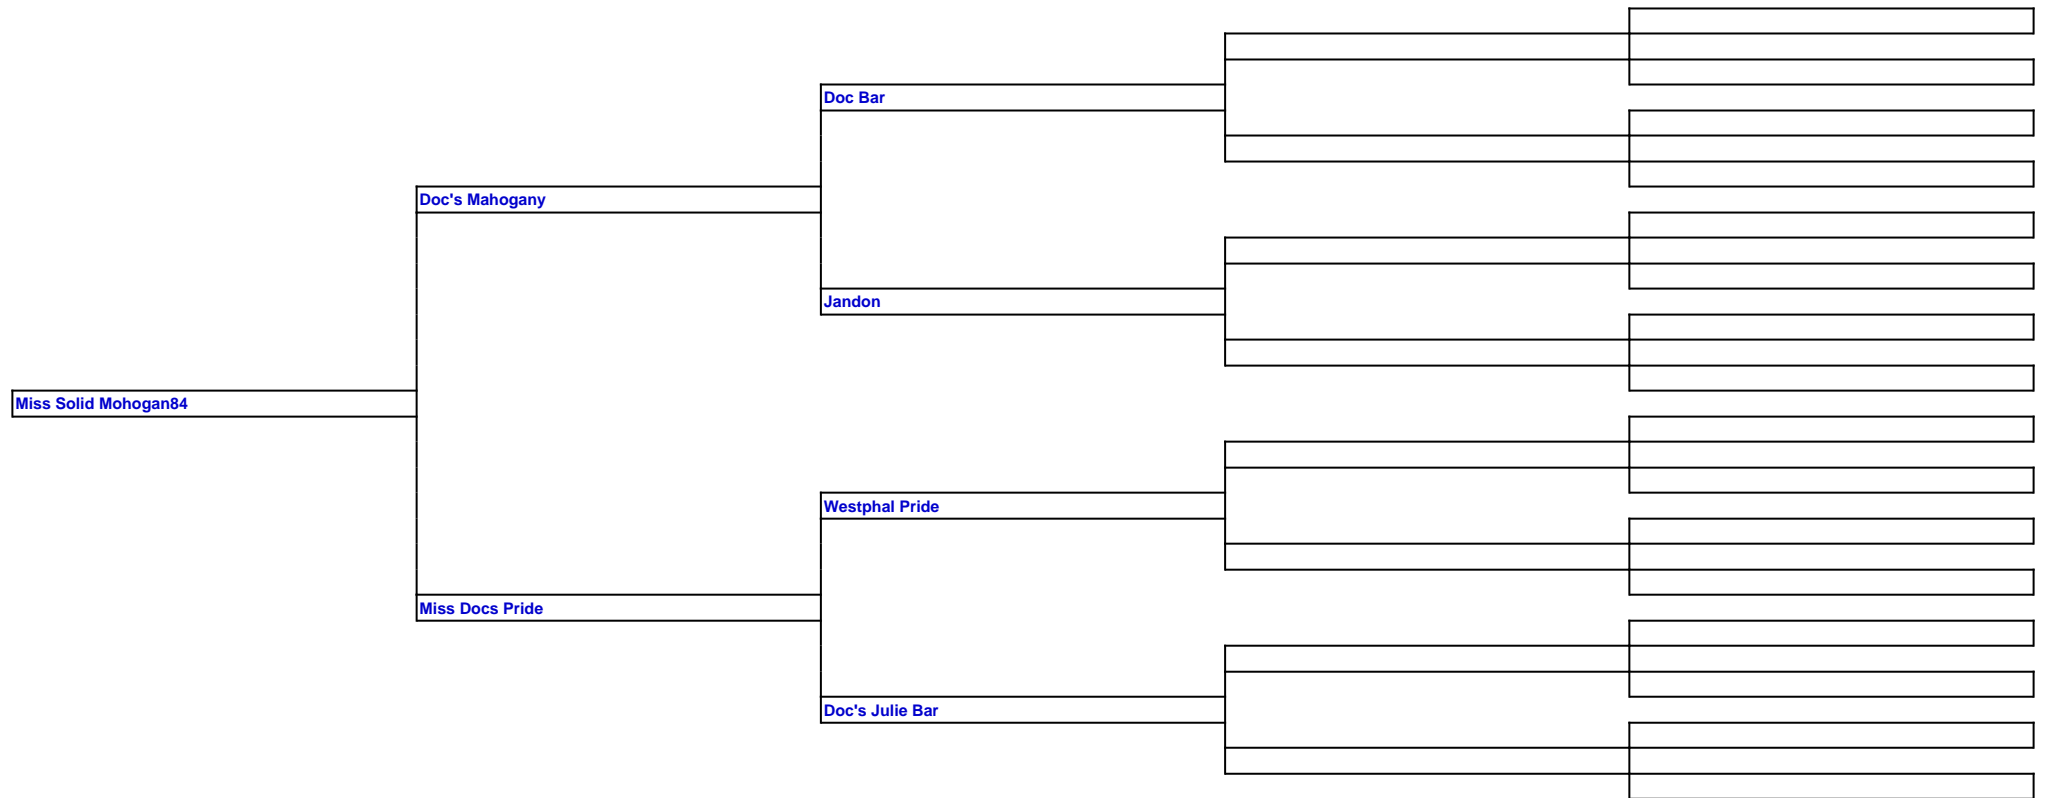 Doc Bar
Doc's Mahogany
Jandon
Miss Solid Mohogan84
Westphal Pride
Miss Docs Pride
Doc's Julie Bar